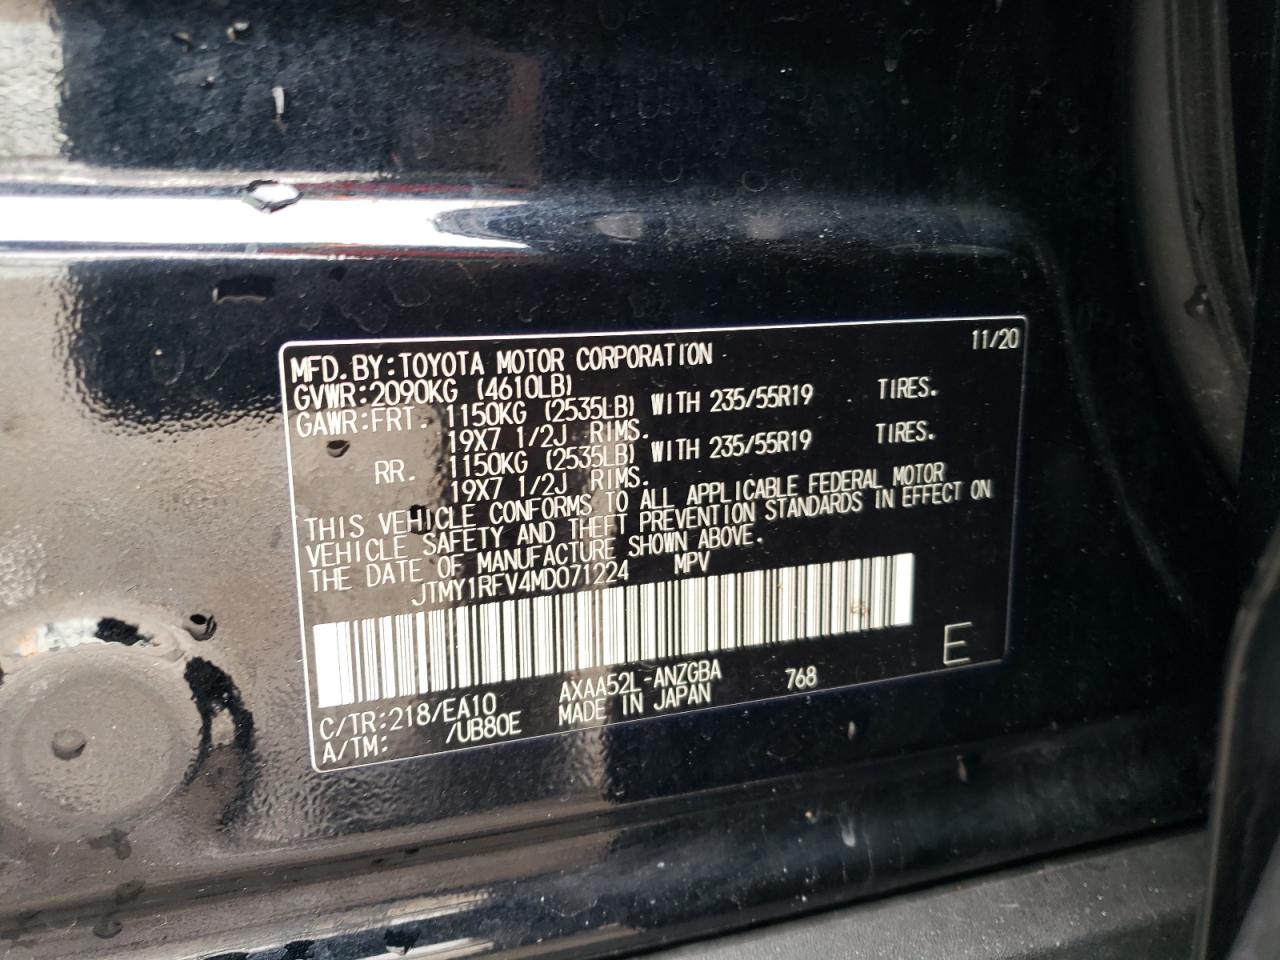 11/20
MFD.BY:TOYOTA MOTOR CORPORATION
GVWR:2090KG (4610LB)
GAWR:FRT. 1150KG (2535LB) WITH 235/55R19 TIRES.
19X7 1/2J RIMS.
RR. 1150KG (2535LB) WITH 235/55R19 TIRES.
19X7 1/2J RIMS.
THIS VEHICLE CONFORMS TO ALL APPLICABLE FEDERAL MOTOR
VEHICLE SAFETY AND THEFT PREVENTION STANDARDS IN EFFECT ON
THE DATE OF MANUFACTURE SHOWN ABOVE.
JTMY1RFV4MD071224 MPV
C/TR:218/EA10 AXAA52L-ANZGBA 768 E
A/TM: /UB80E MADE IN JAPAN